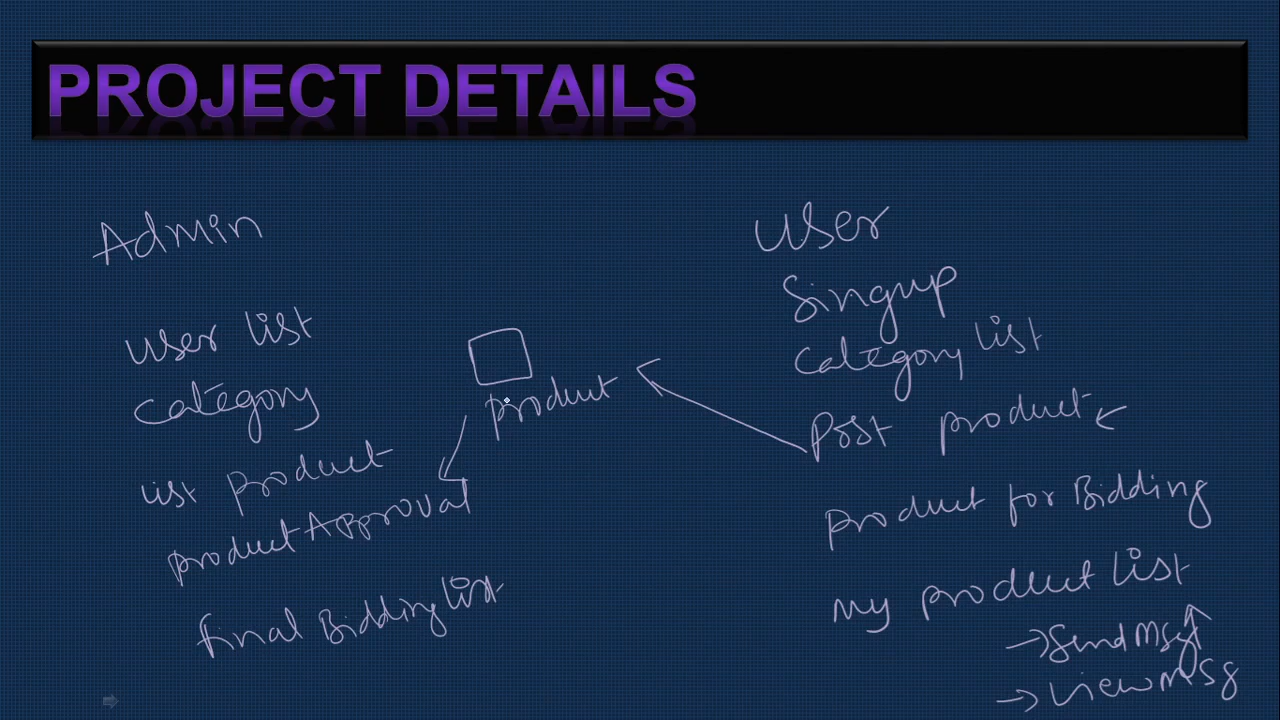 PROJECT DETAILS
Admin
User list
Category
list product
product Approval
final Bidding list
product
User
Singup
Category list
Post product
product for Bidding
my product list
→ Send Msg
→ View Msg